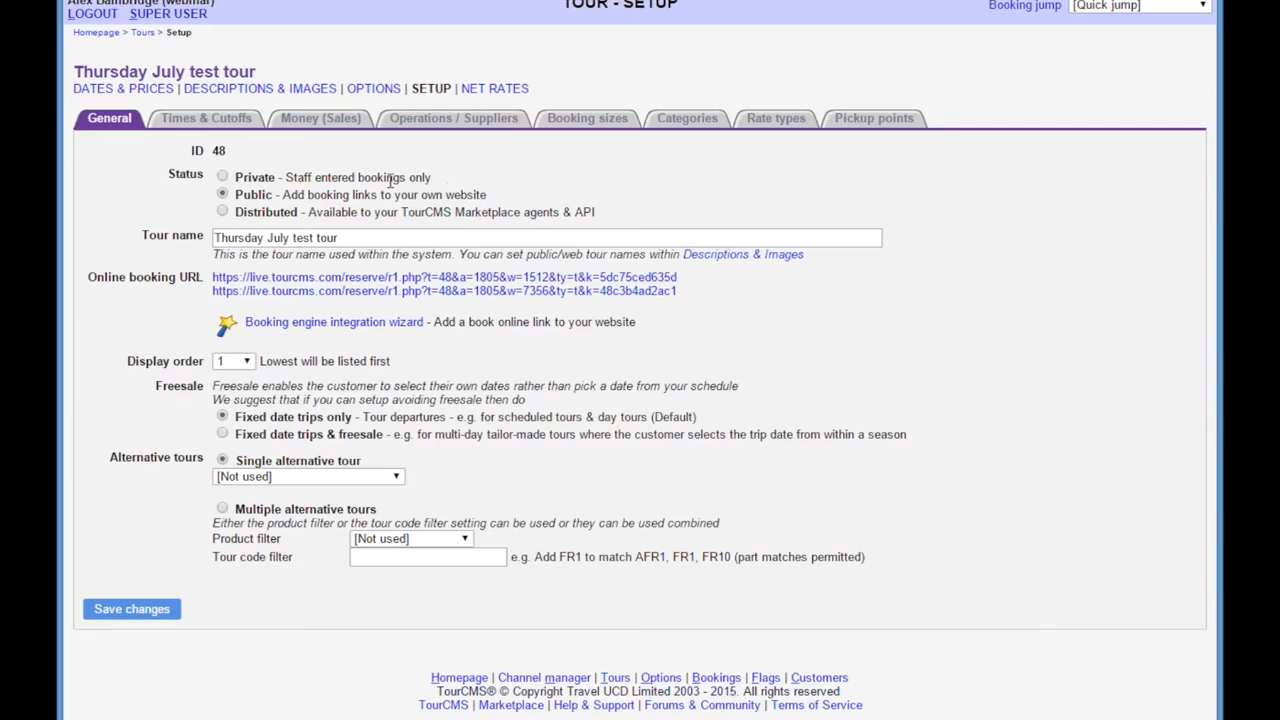 Alex Bainbridge (webinar)
TOUR - SETUP
LOGOUT SUPER USER
Booking jump [Quick jump]
Homepage > Tours > Setup
Thursday July test tour
DATES & PRICES | DESCRIPTIONS & IMAGES | OPTIONS | SETUP | NET RATES
General Times & Cutoffs Money (Sales) Operations / Suppliers Booking sizes Categories Rate types Pickup points
ID 48
Status Private - Staff entered bookings only
Public - Add booking links to your own website
Distributed - Available to your TourCMS Marketplace agents & API
Tour name Thursday July test tour
This is the tour name used within the system. You can set public/web tour names within Descriptions & Images
Online booking URL https://live.tourcms.com/reserve/r1.php?t=48&a=1805&w=1512&ty=t&k=5dc75ced635d
https://live.tourcms.com/reserve/r1.php?t=48&a=1805&w=7356&ty=t&k=48c3b4ad2ac1
Booking engine integration wizard - Add a book online link to your website
Display order 1 Lowest will be listed first
Freesale Freesale enables the customer to select their own dates rather than pick a date from your schedule
We suggest that if you can setup avoiding freesale then do
Fixed date trips only - Tour departures - e.g. for scheduled tours & day tours (Default)
Fixed date trips & freesale - e.g. for multi-day tailor-made tours where the customer selects the trip date from within a season
Alternative tours Single alternative tour
[Not used]
Multiple alternative tours
Either the product filter or the tour code filter setting can be used or they can be used combined
Product filter [Not used]
Tour code filter e.g. Add FR1 to match AFR1, FR1, FR10 (part matches permitted)
Save changes
Homepage | Channel manager | Tours | Options | Bookings | Flags | Customers
TourCMS® © Copyright Travel UCD Limited 2003 - 2015. All rights reserved
TourCMS | Marketplace | Help & Support | Forums & Community | Terms of Service